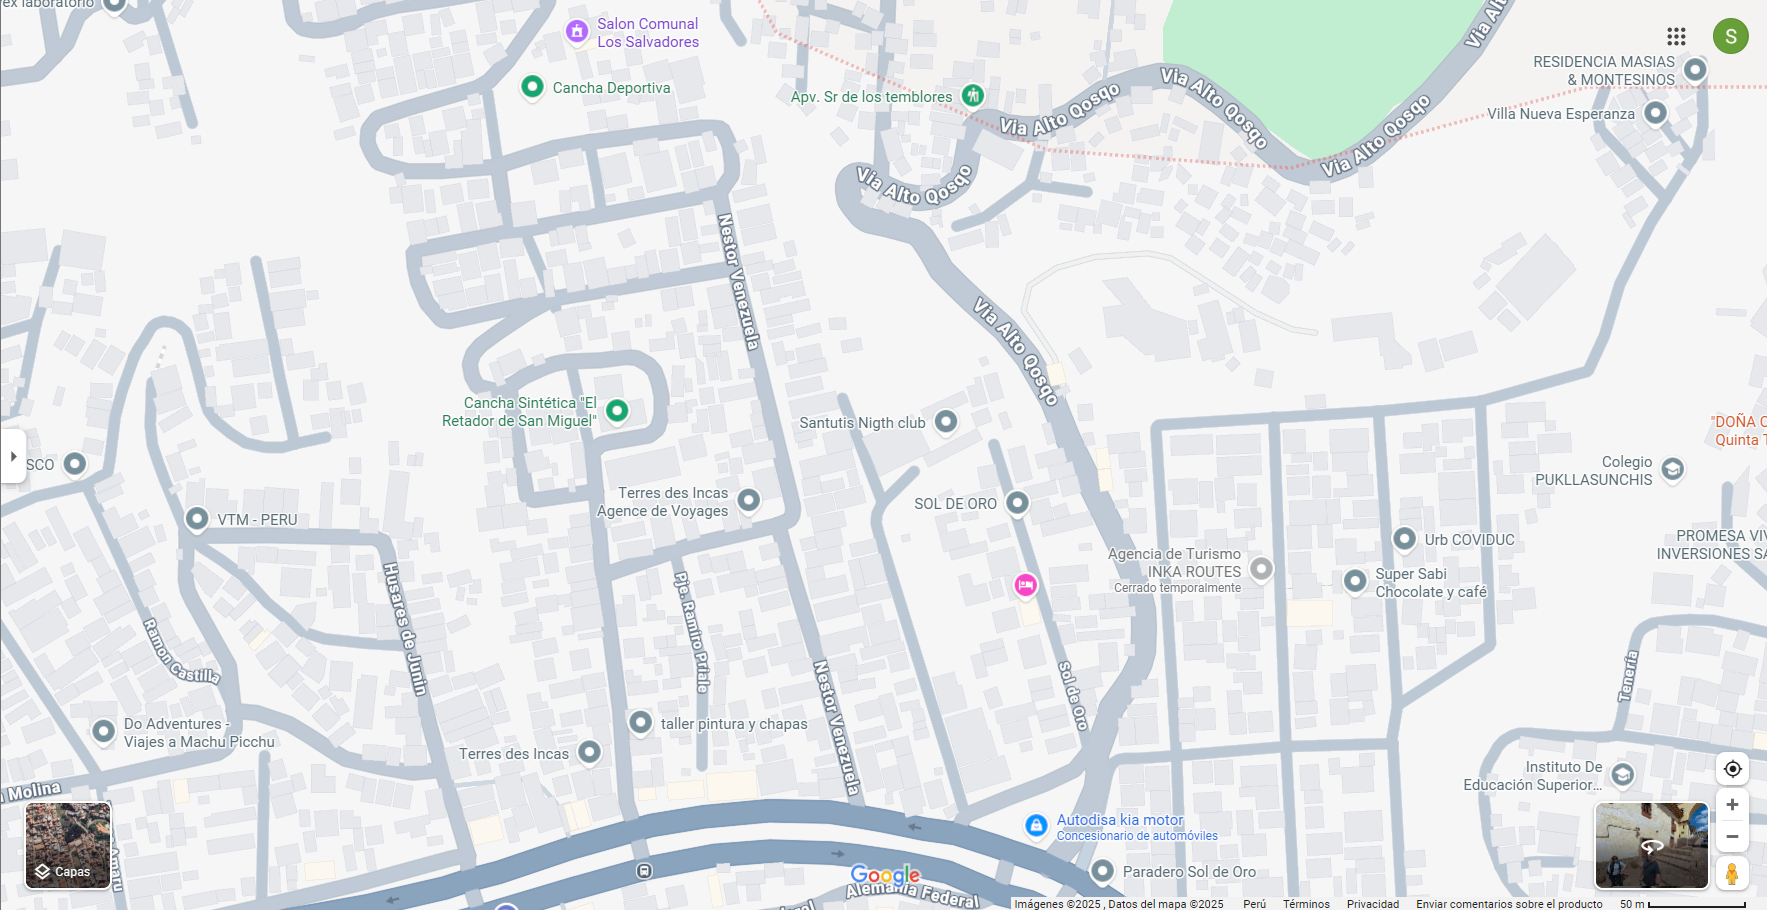 ex laboratorio
Salon Comunal
Los Salvadores
Cancha Deportiva
Apv. Sr de los temblores
Via Alto Qosqo
Via Alto Qosqo
Via Alto Qosqo
Via Alto Qosqo
Via Alto Qosqo
Via Alto
S
RESIDENCIA MASIAS
& MONTESINOS
Villa Nueva Esperanza
Nestor Venezuela
Cancha Sintética "El
Retador de San Miguel"
Santutis Nigth club
"DOÑA
Quinta
SCO
Colegio
PUKLLASUNCHIS
VTM - PERU
Terres des Incas
Agence de Voyages
SOL DE ORO
Agencia de Turismo
INKA ROUTES
Cerrado temporalmente
Urb COVIDUC
Super Sabi
Chocolate y café
PROMESA
INVERSIONES
Husares de Junin
Pje. Ramiro Priale
Ramon Castilla
Nestor Venezuela
Sol de Oro
Tenería
Do Adventures -
Viajes a Machu Picchu
taller pintura y chapas
Terres des Incas
Molina
Instituto De
Educación Superior...
Autodisa kia motor
Concesionario de automóviles
Paradero Sol de Oro
Capas
Google
Alemania Federal
Imágenes ©2025 , Datos del mapa ©2025 Perú Términos Privacidad Enviar comentarios sobre el producto 50 m